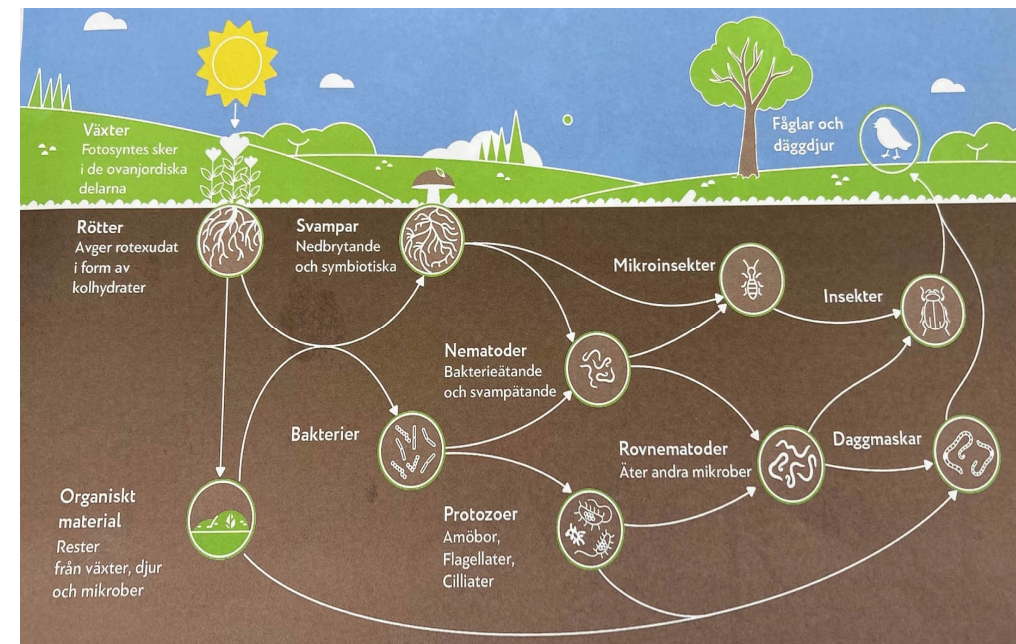 Växter
Fotosyntes sker
i de ovanjordiska
delarna
Fåglar och
däggdjur
Rötter
Avger rotexudat
i form av
kolhydrater
Svampar
Nedbrytande
och symbiotiska
Mikroinsekter
Insekter
Nematoder
Bakterieätande
och svampätande
Bakterier
Rovnematoder
Äter andra mikrober
Daggmaskar
Organiskt
material
Rester
från växter, djur
och mikrober
Protozoer
Amöbor,
Flagellater,
Cilliater